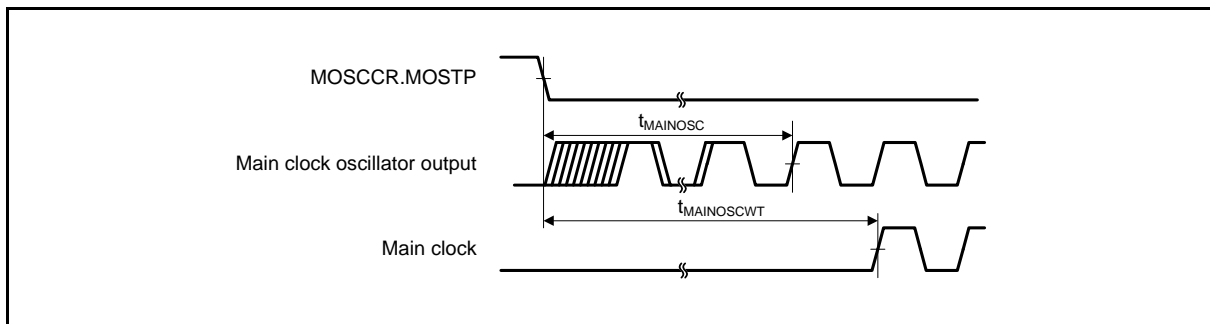 MOSCCR.MOSTP
tMAINOSC
Main clock oscillator output
tMAINOSCWT
Main clock